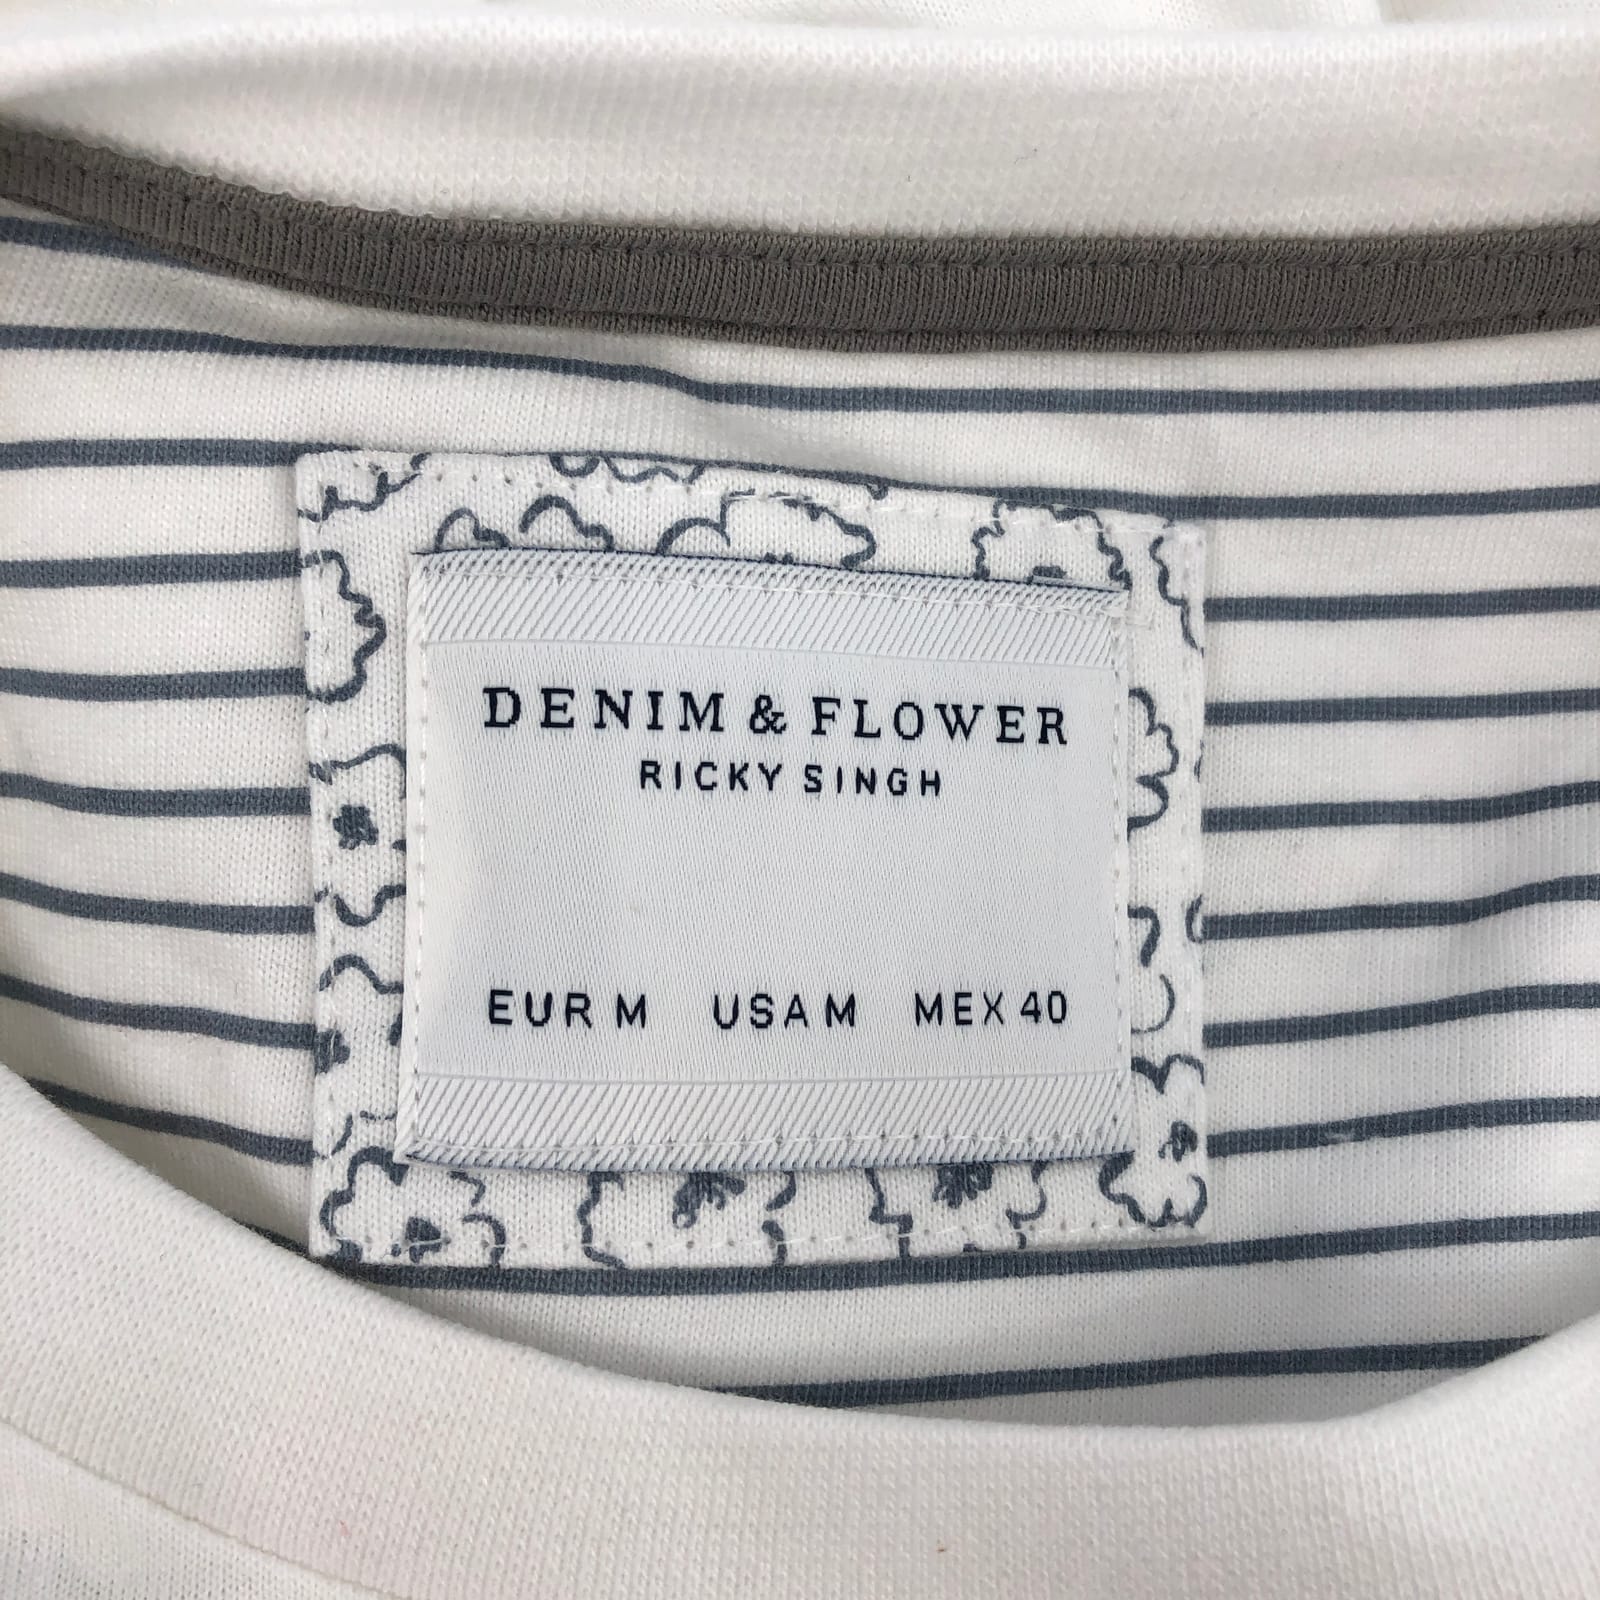 DENIM & FLOWER
RICKY SINGH
EUR M USA M MEX 40